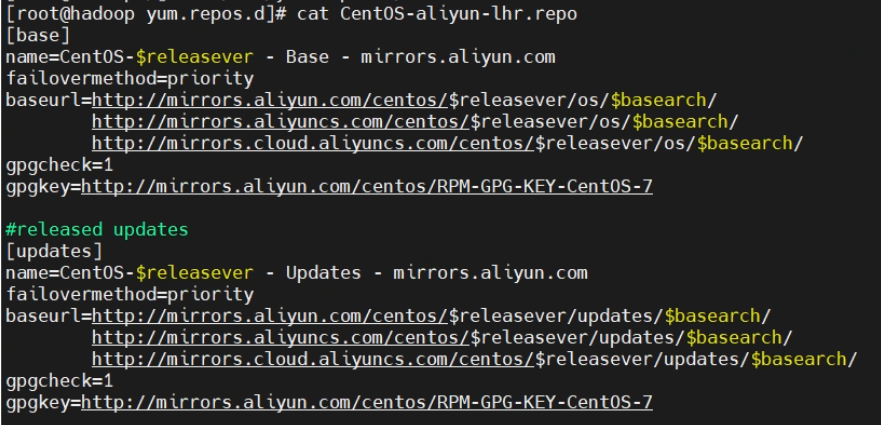 [root@hadoop yum.repos.d]# cat CentOS-aliyun-lhr.repo
[base]
name=CentOS-$releasever - Base - mirrors.aliyun.com
failovermethod=priority
baseurl=http://mirrors.aliyun.com/centos/$releasever/os/$basearch/
        http://mirrors.aliyuncs.com/centos/$releasever/os/$basearch/
        http://mirrors.cloud.aliyuncs.com/centos/$releasever/os/$basearch/
gpgcheck=1
gpgkey=http://mirrors.aliyun.com/centos/RPM-GPG-KEY-CentOS-7

#released updates
[updates]
name=CentOS-$releasever - Updates - mirrors.aliyun.com
failovermethod=priority
baseurl=http://mirrors.aliyun.com/centos/$releasever/updates/$basearch/
        http://mirrors.aliyuncs.com/centos/$releasever/updates/$basearch/
        http://mirrors.cloud.aliyuncs.com/centos/$releasever/updates/$basearch/
gpgcheck=1
gpgkey=http://mirrors.aliyun.com/centos/RPM-GPG-KEY-CentOS-7